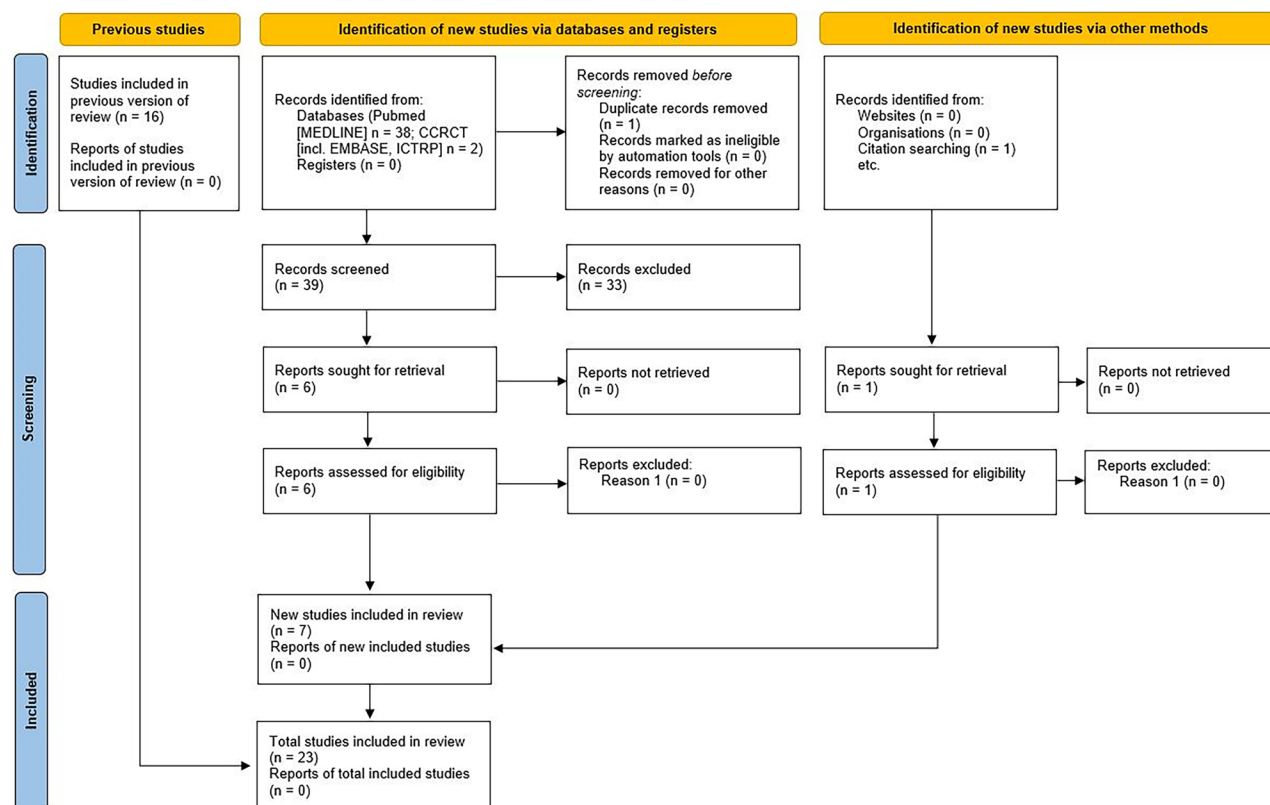 Previous studies
Identification of new studies via databases and registers
Identification of new studies via other methods
Identification
Studies included in
previous version of
review (n = 16)
Reports of studies
included in previous
version of review (n = 0)
Records identified from:
Databases (Pubmed
[MEDLINE] n = 38; CCRCT
[incl. EMBASE, ICTRP] n = 2)
Registers (n = 0)
Records removed before
screening:
Duplicate records removed
(n = 1)
Records marked as ineligible
by automation tools (n = 0)
Records removed for other
reasons (n = 0)
Records identified from:
Websites (n = 0)
Organisations (n = 0)
Citation searching (n = 1)
etc.
Screening
Records screened
(n = 39)
Records excluded
(n = 33)
Reports sought for retrieval
(n = 6)
Reports not retrieved
(n = 0)
Reports sought for retrieval
(n = 1)
Reports not retrieved
(n = 0)
Reports assessed for eligibility
(n = 6)
Reports excluded:
Reason 1 (n = 0)
Reports assessed for eligibility
(n = 1)
Reports excluded:
Reason 1 (n = 0)
Included
New studies included in review
(n = 7)
Reports of new included studies
(n = 0)
Total studies included in review
(n = 23)
Reports of total included studies
(n = 0)